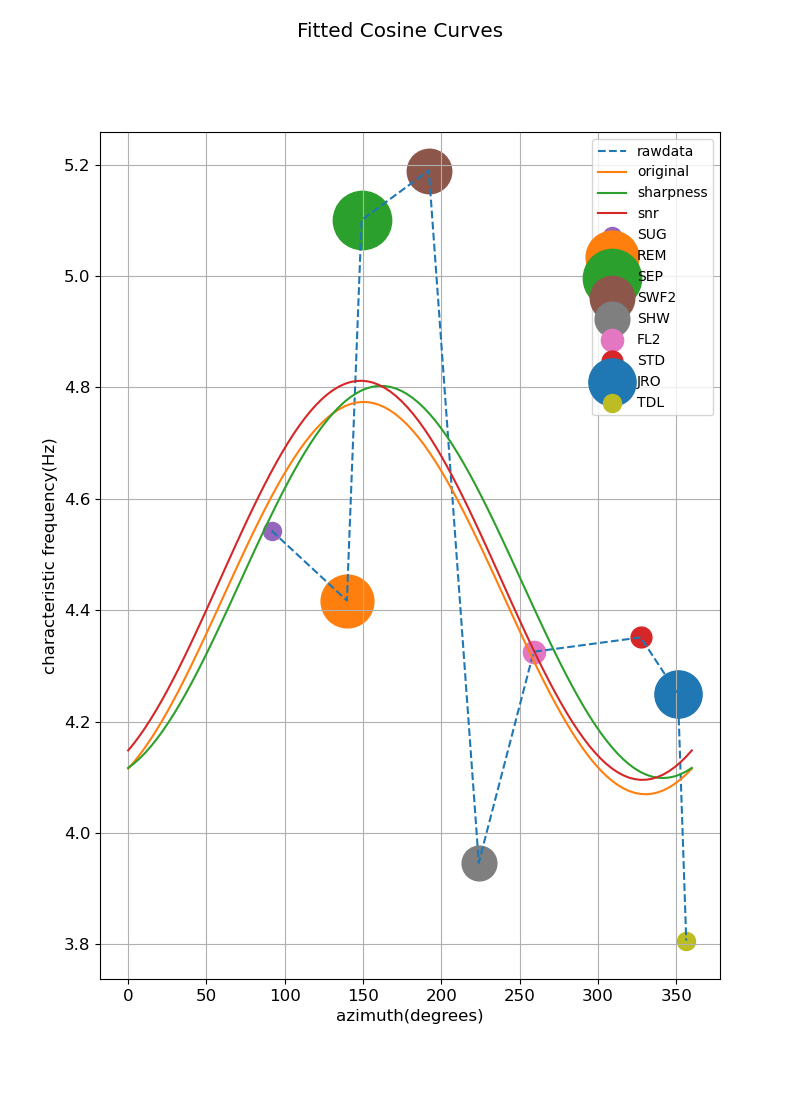 Fitted Cosine Curves
5.2
5.0
4.8
4.6
4.4
4.2
4.0
3.8
characteristic frequency(Hz)
rawdata
original
sharpness
snr
SUG
REM
SEP
SWF2
SHW
FL2
STD
JRO
TDL
0 50 100 150 200 250 300 350
azimuth(degrees)